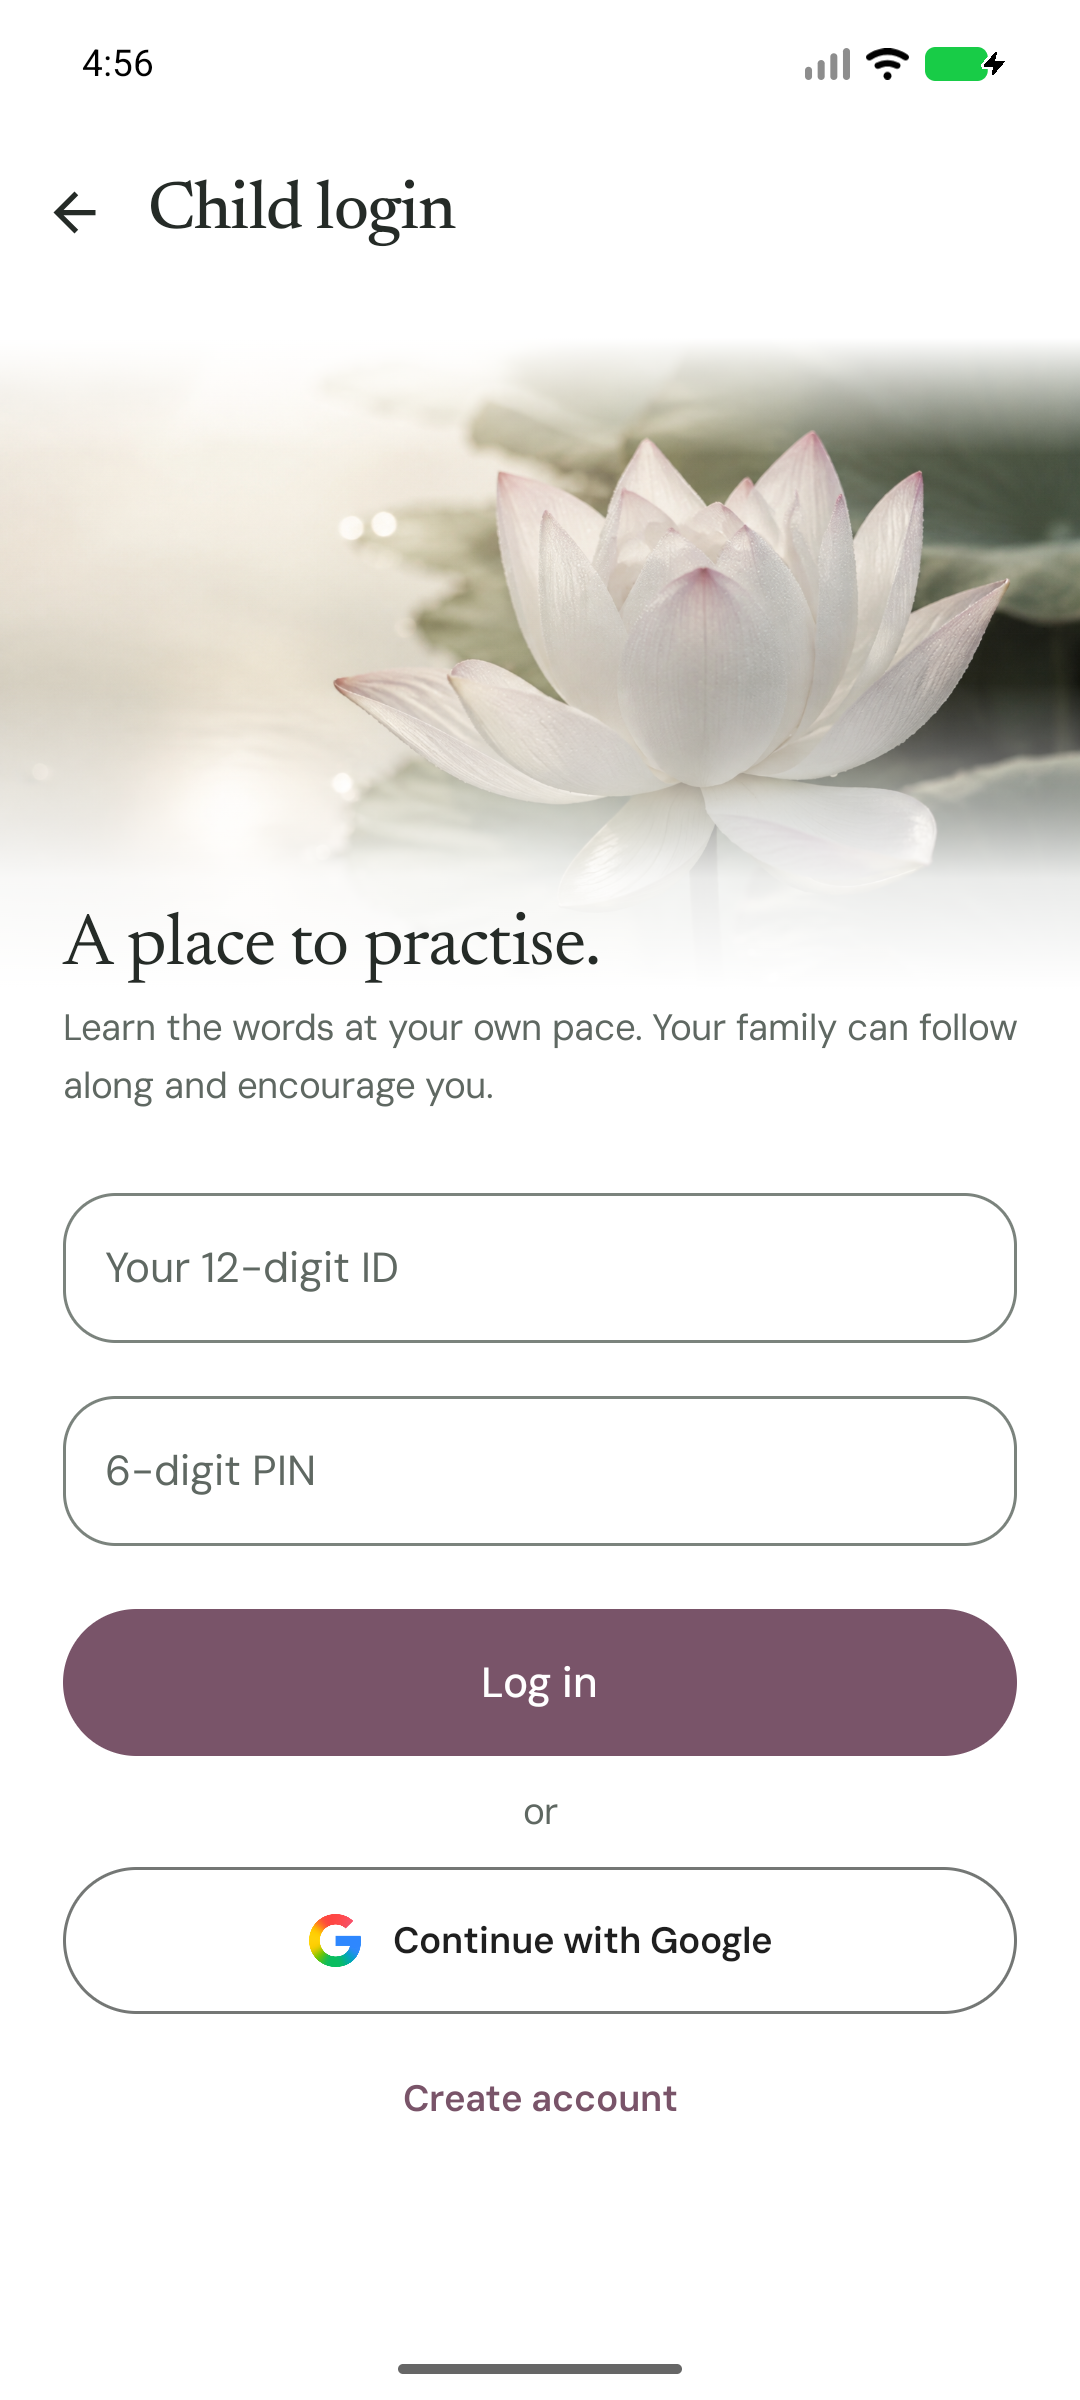 4:56
Child login
A place to practise.
Learn the words at your own pace. Your family can follow
along and encourage you.
Your 12-digit ID
6-digit PIN
Log in
or
Continue with Google
Create account